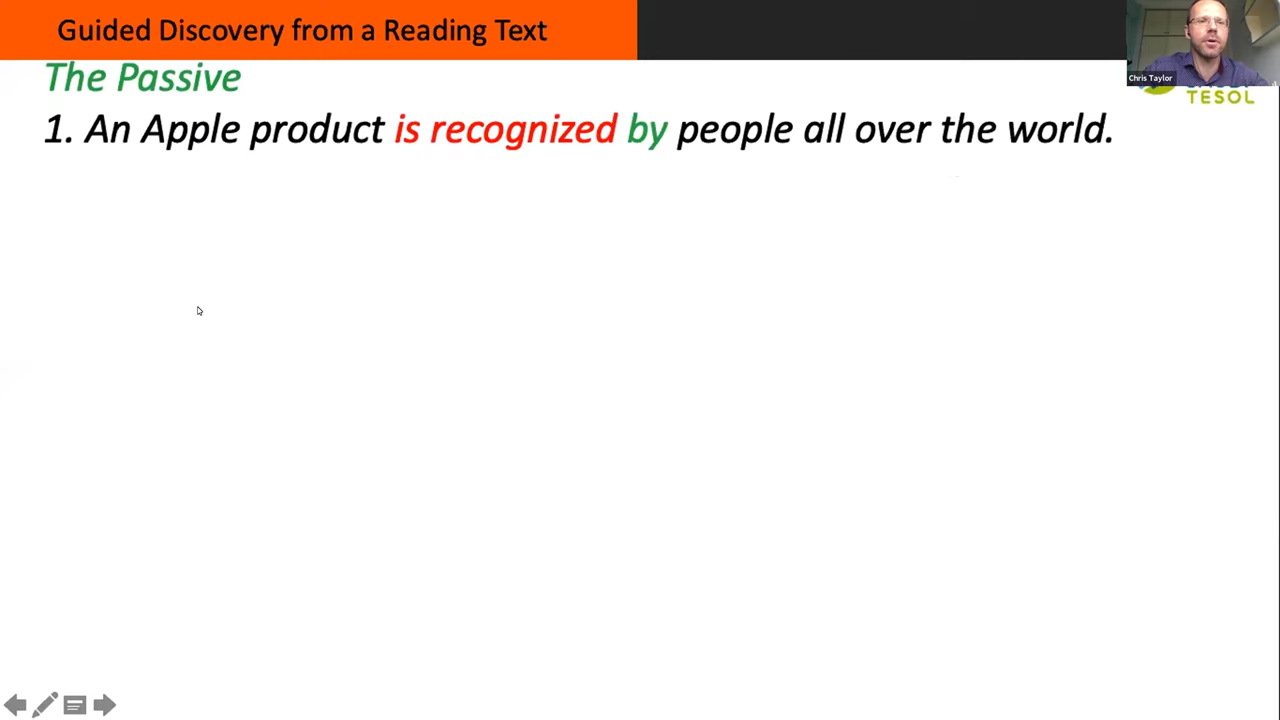 Guided Discovery from a Reading Text
Chris Taylor
TESOL
The Passive
1. An Apple product is recognized by people all over the world.